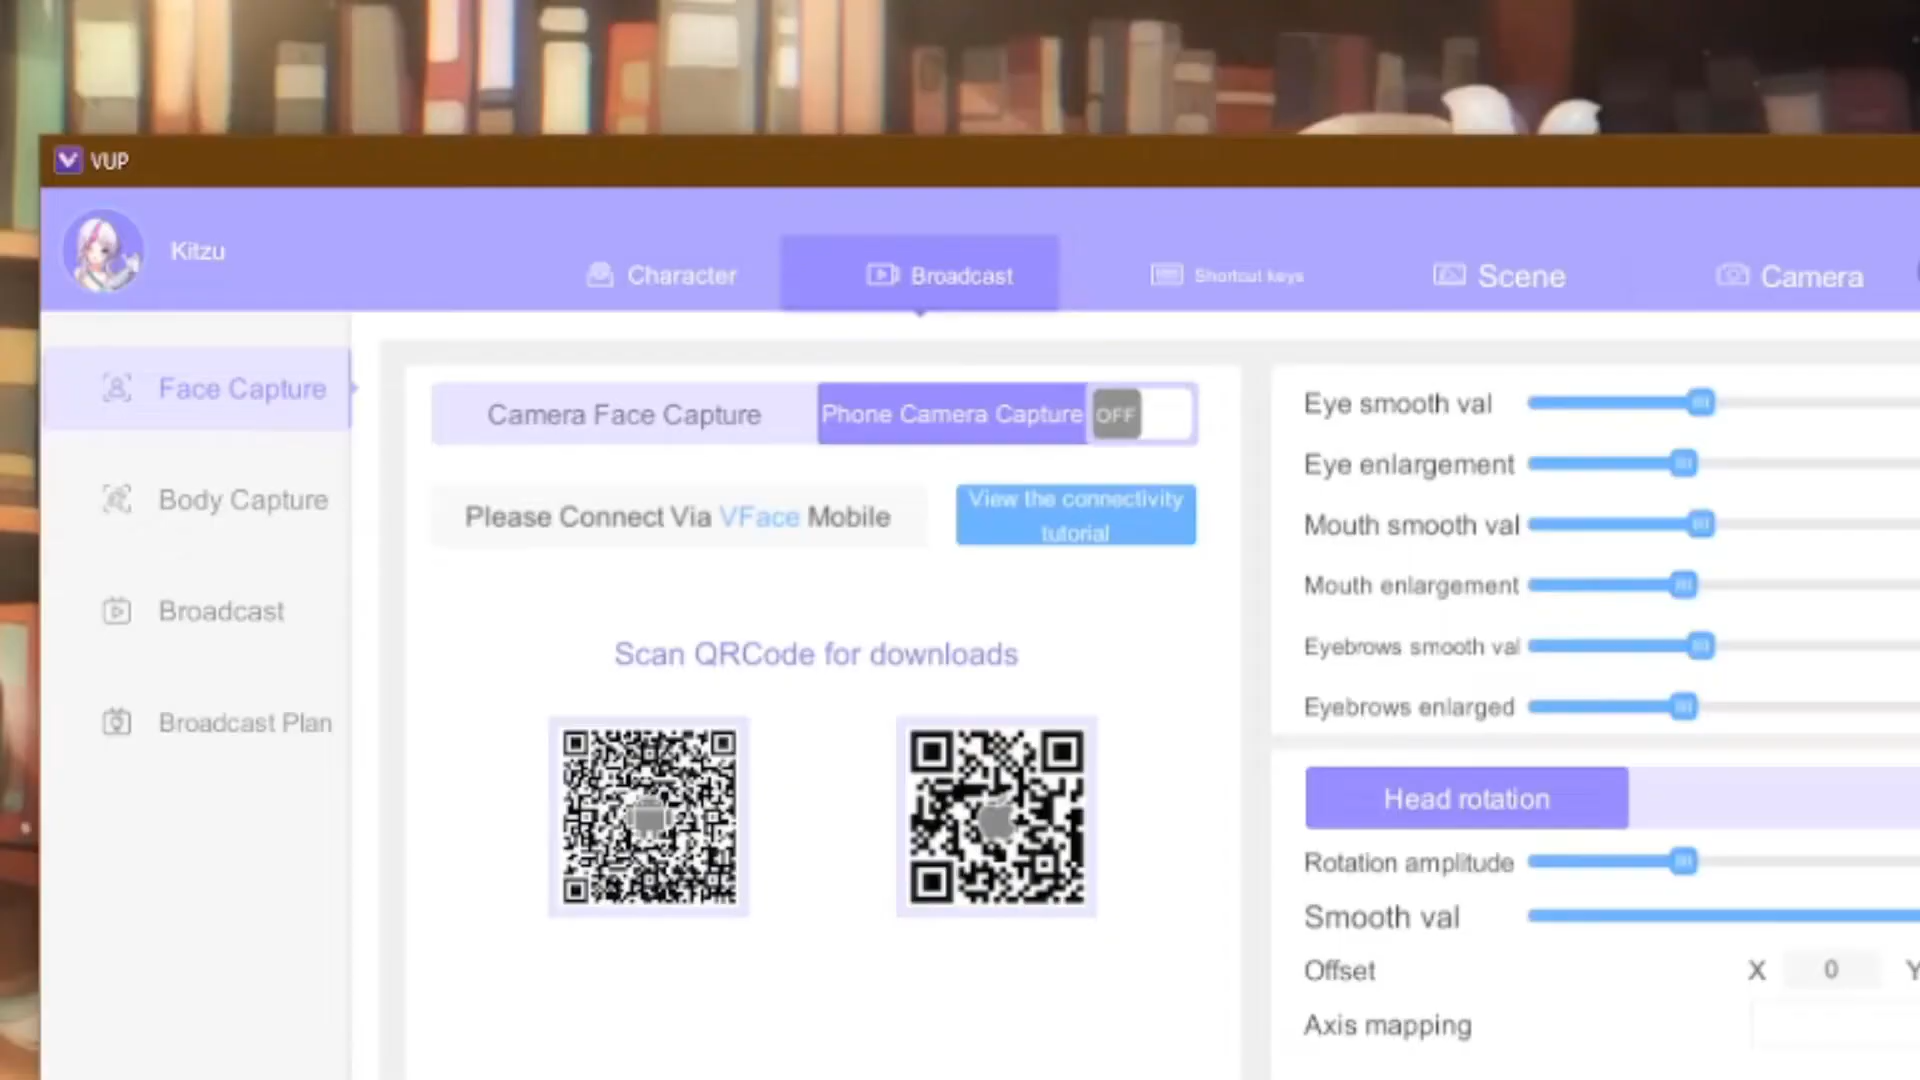 VUP
Kitzu
Character
Broadcast
Shortcut keys
Scene
Camera
Face Capture
Body Capture
Broadcast
Broadcast Plan
Camera Face Capture
Phone Camera Capture
OFF
Please Connect Via VFace Mobile
View the connectivity
tutorial
Scan QRCode for downloads
Eye smooth val
Eye enlargement
Mouth smooth val
Mouth enlargement
Eyebrows smooth val
Eyebrows enlarged
Head rotation
Rotation amplitude
Smooth val
Offset
X
0
Y
Axis mapping